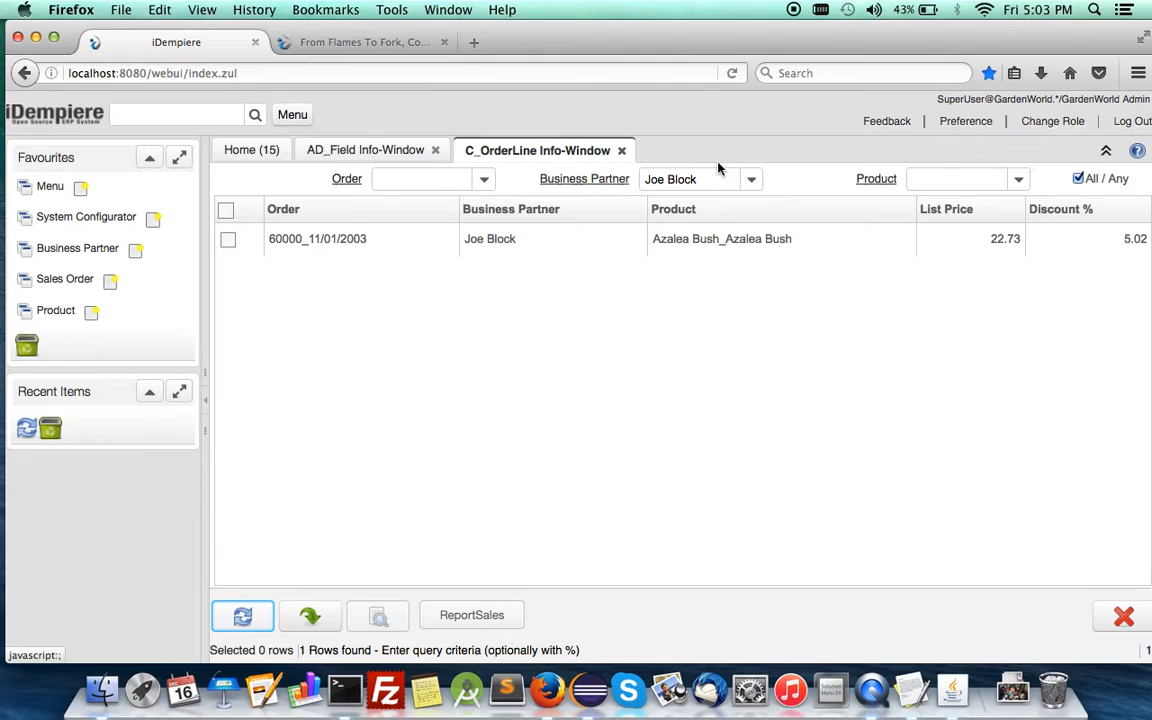 Firefox File Edit View History Bookmarks Tools Window Help 43% Fri 5:03 PM
iDempiere From Flames To Fork, Co...
localhost:8080/webui/index.zul Search
SuperUser@GardenWorld.*/GardenWorld Admin
iDempiere Menu
Open Source ERP System
Feedback | Preference | Change Role | Log Out
Favourites
Menu
System Configurator
Business Partner
Sales Order
Product
Recent Items
Home (15) AD_Field Info-Window C_OrderLine Info-Window
Order Business Partner Joe Block Product All / Any
Order Business Partner Product List Price Discount %
60000_11/01/2003 Joe Block Azalea Bush_Azalea Bush 22.73 5.02
ReportSales
Selected 0 rows 1 Rows found - Enter query criteria (optionally with %) 1
javascript:;
DEC 16